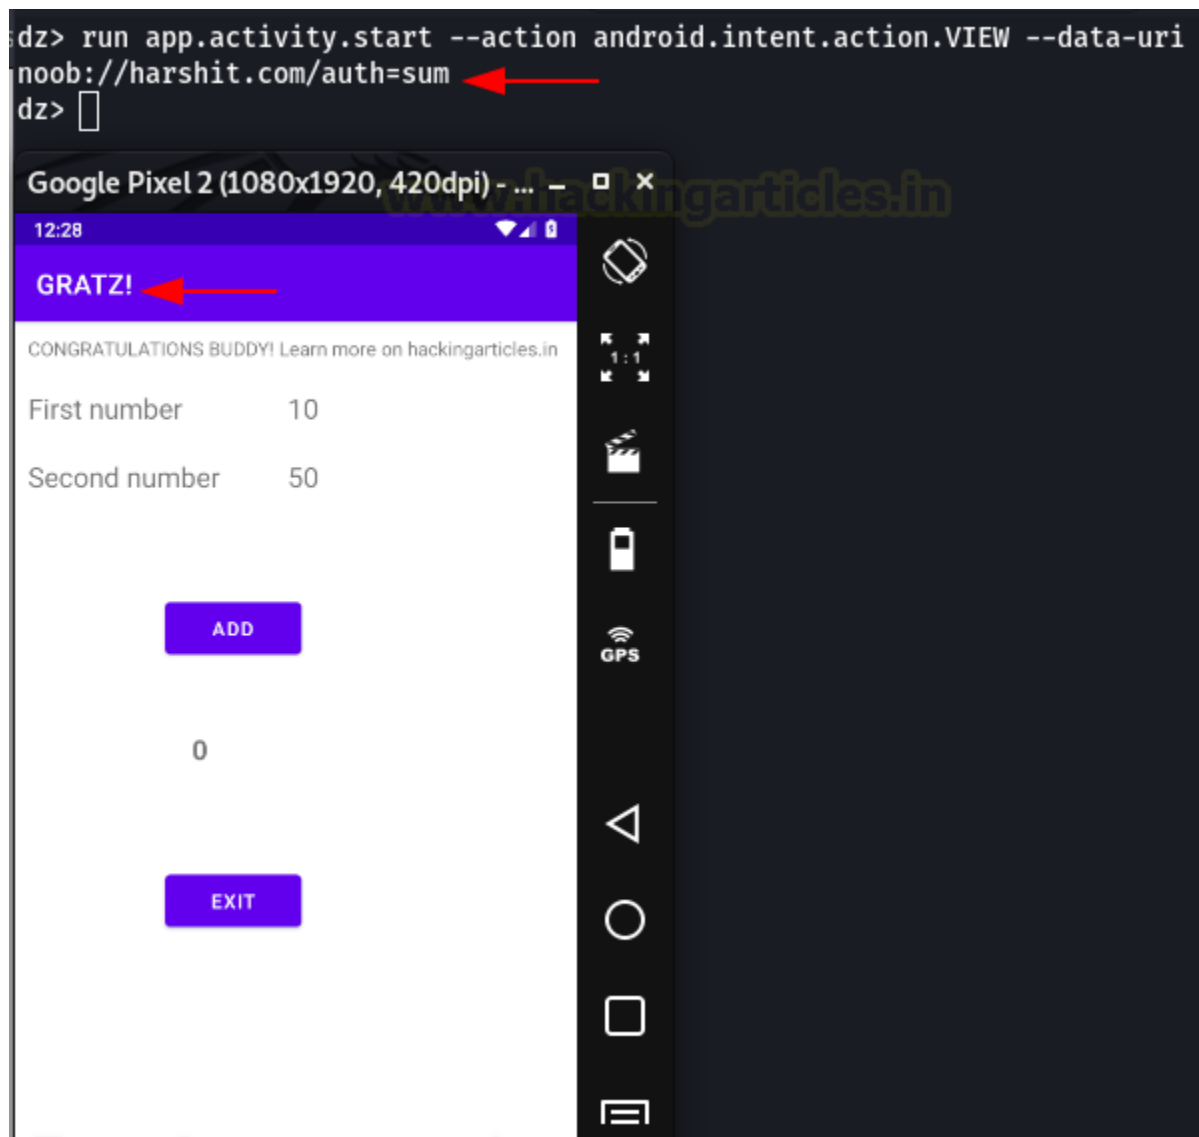 dz> run app.activity.start --action android.intent.action.VIEW --data-uri
noob://harshit.com/auth=sum
dz>
Google Pixel 2 (1080x1920, 420dpi) - ...
www.hackingarticles.in
12:28
GRATZ!
CONGRATULATIONS BUDDY! Learn more on hackingarticles.in
1:1
First number 10
Second number 50
ADD
GPS
0
EXIT